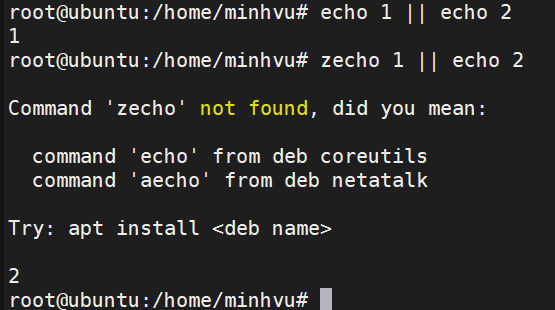 root@ubuntu:/home/minhvu# echo 1 || echo 2
1
root@ubuntu:/home/minhvu# zecho 1 || echo 2
Command 'zecho' not found, did you mean:
command 'echo' from deb coreutils
command 'aecho' from deb netatalk
Try: apt install <deb name>
2
root@ubuntu:/home/minhvu#